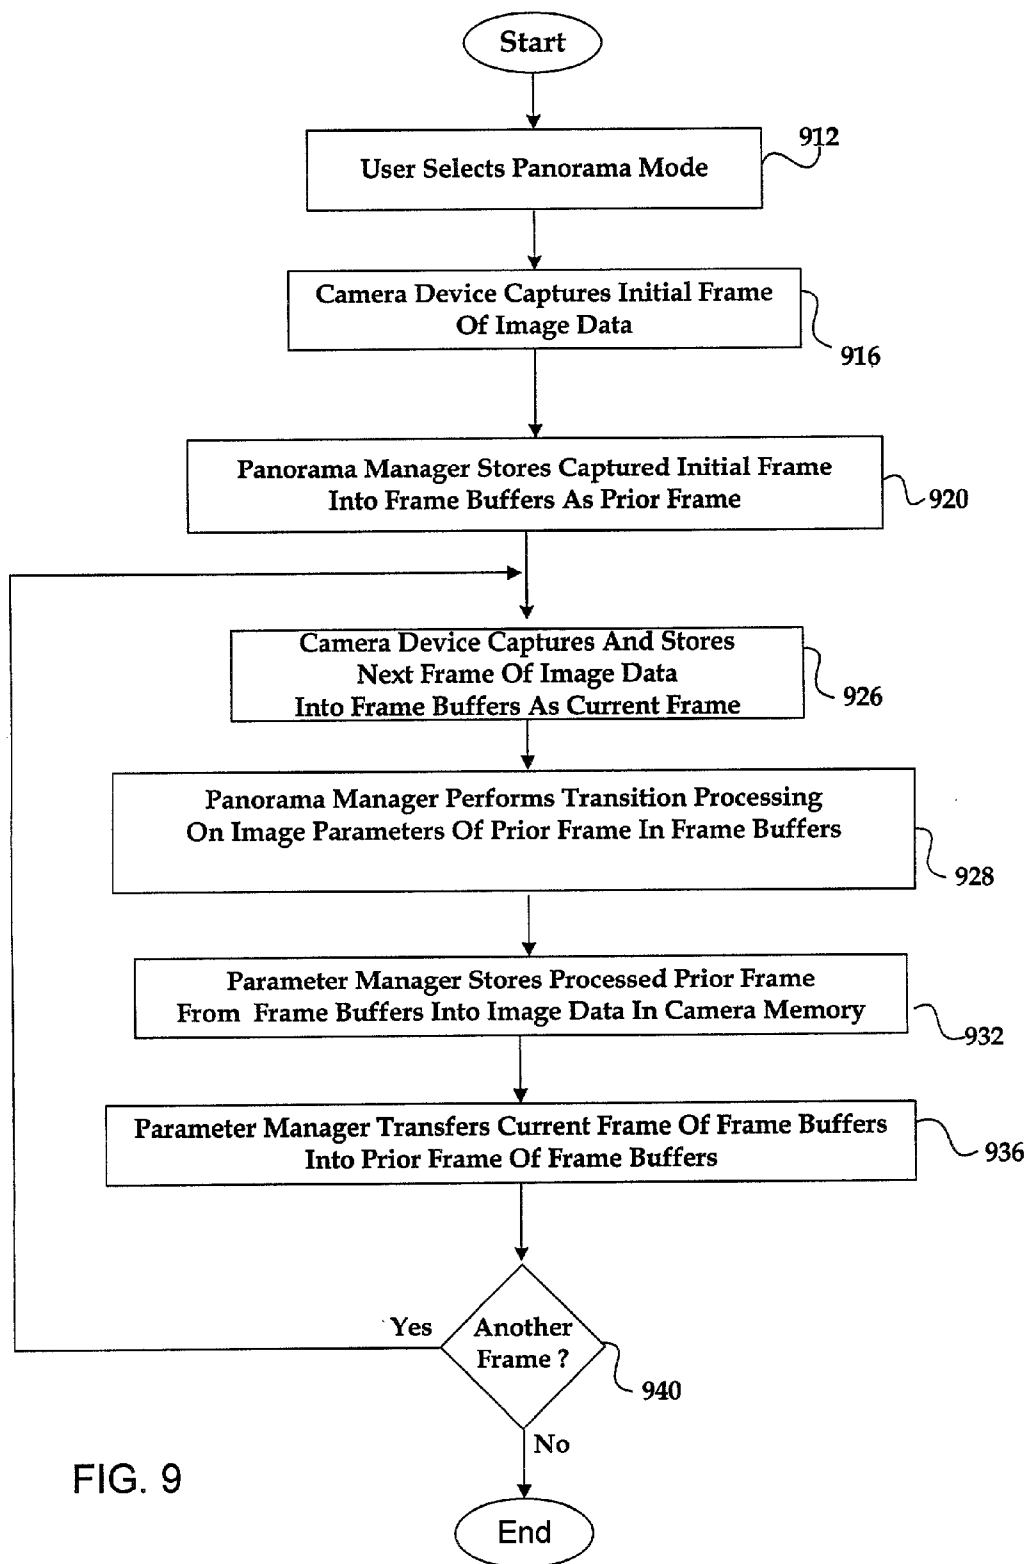 Start
User Selects Panorama Mode
912
Camera Device Captures Initial Frame
Of Image Data
916
Panorama Manager Stores Captured Initial Frame
Into Frame Buffers As Prior Frame
920
Camera Device Captures And Stores
Next Frame Of Image Data
Into Frame Buffers As Current Frame
926
Panorama Manager Performs Transition Processing
On Image Parameters Of Prior Frame In Frame Buffers
928
Parameter Manager Stores Processed Prior Frame
From Frame Buffers Into Image Data In Camera Memory
932
Parameter Manager Transfers Current Frame Of Frame Buffers
Into Prior Frame Of Frame Buffers
936
Yes
Another
Frame ?
940
No
FIG. 9
End